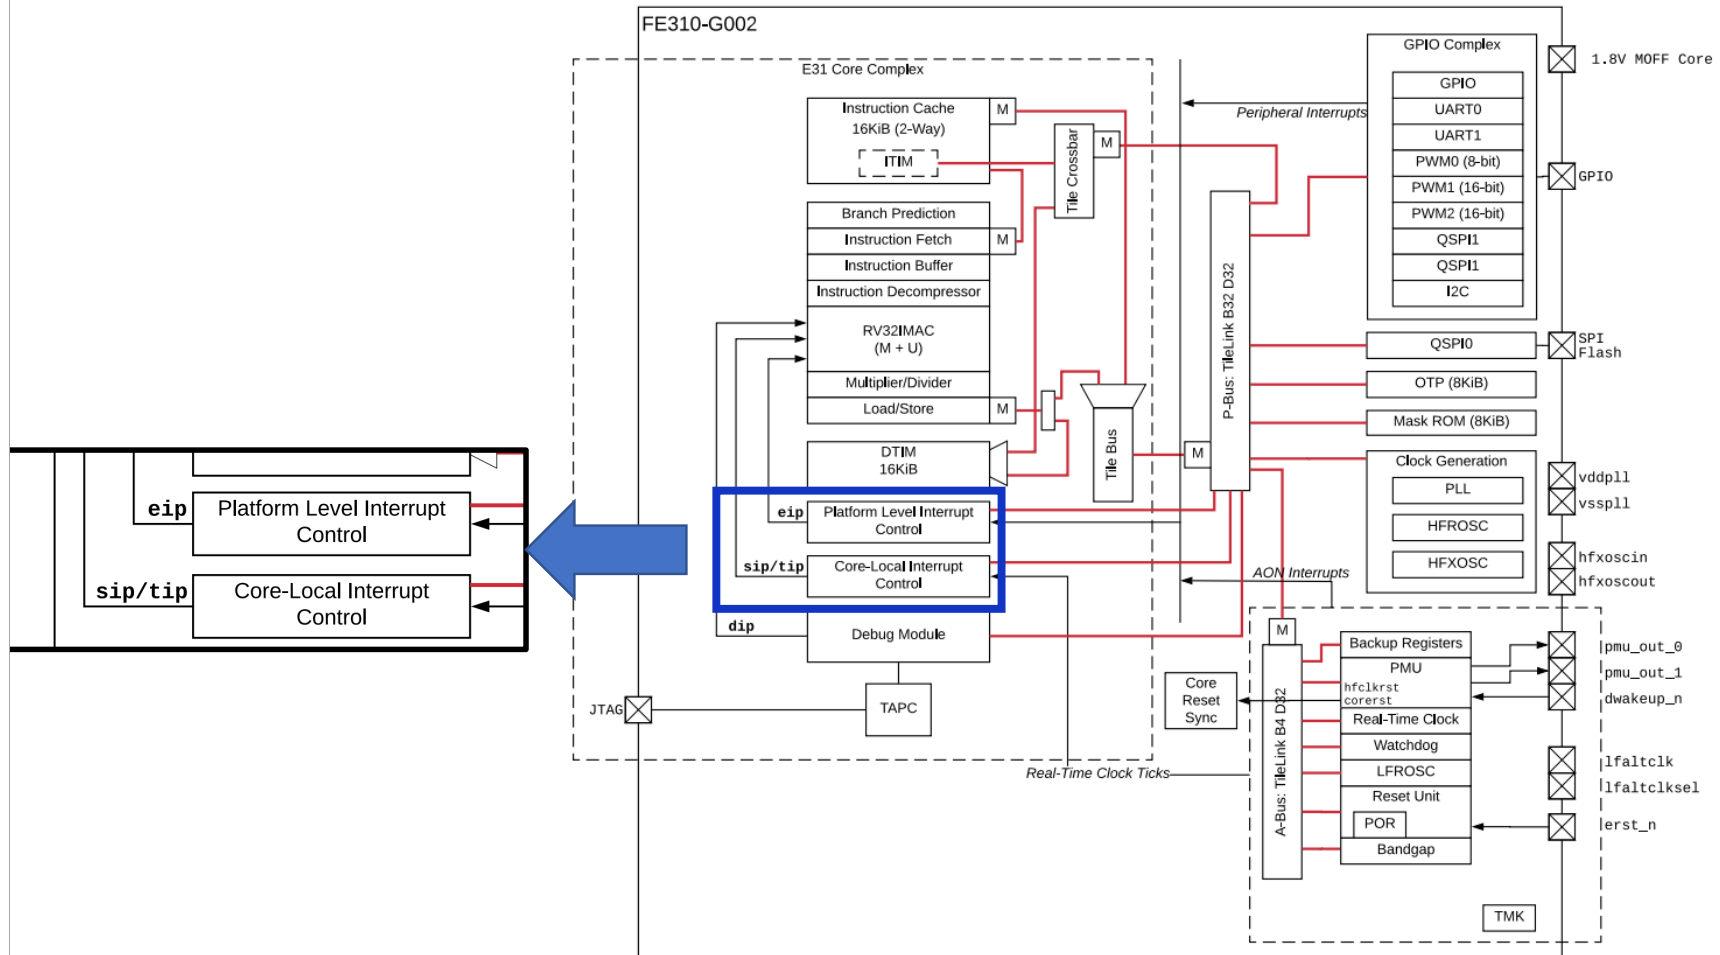 FE310-G002
E31 Core Complex
Instruction Cache
16KiB (2-Way)
M
ITIM
Tile Crossbar
M
Branch Prediction
Instruction Fetch
M
Instruction Buffer
Instruction Decompressor
RV32IMAC
(M + U)
Multiplier/Divider
Load/Store
M
DTIM
16KiB
Tile Bus
eip
Platform Level Interrupt
Control
sip/tip
Core-Local Interrupt
Control
dip
Debug Module
TAPC
JTAG
eip
Platform Level Interrupt
Control
sip/tip
Core-Local Interrupt
Control
Peripheral Interrupts
P-Bus: TileLink B32 D32
M
AON Interrupts
Real-Time Clock Ticks
GPIO Complex
GPIO
UART0
UART1
PWM0 (8-bit)
PWM1 (16-bit)
PWM2 (16-bit)
QSPI1
QSPI1
I2C
QSPI0
OTP (8KiB)
Mask ROM (8KiB)
Clock Generation
PLL
HFROSC
HFXOSC
1.8V MOFF Core
GPIO
SPI
Flash
vddpll
vsspll
hfxoscin
hfxoscout
M
A-Bus: TileLink B4 D32
Core
Reset
Sync
Backup Registers
PMU
hfclkrst
corerst
Real-Time Clock
Watchdog
LFROSC
Reset Unit
POR
Bandgap
TMK
pmu_out_0
pmu_out_1
dwakeup_n
lfaltclk
lfaltclksel
erst_n